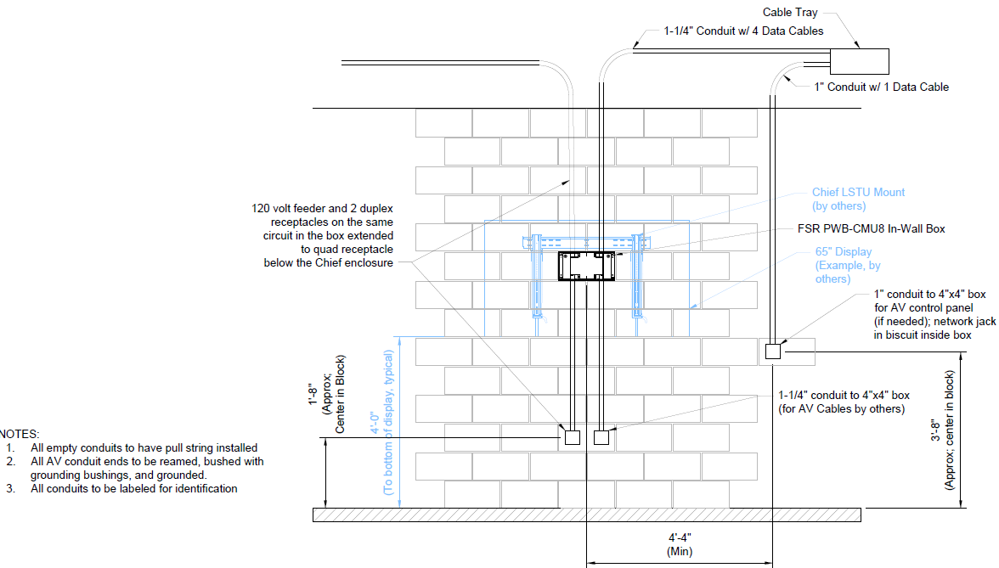 Cable Tray
1-1/4" Conduit w/ 4 Data Cables
1" Conduit w/ 1 Data Cable
120 volt feeder and 2 duplex
receptacles on the same
circuit in the box extended
to quad receptacle
below the Chief enclosure
Chief LSTU Mount
(by others)
FSR PWB-CMU8 In-Wall Box
65" Display
(Example, by
others)
1" conduit to 4"x4" box
for AV control panel
(if needed); network jack
in biscuit inside box
1'-8"
(Approx;
Center in Block)
4'-0"
(To bottom of display, typical)
1-1/4" conduit to 4"x4" box
(for AV Cables by others)
3'-8"
(Approx; center in block)
NOTES:
1. All empty conduits to have pull string installed
2. All AV conduit ends to be reamed, bushed with
grounding bushings, and grounded.
3. All conduits to be labeled for identification
4'-4"
(Min)